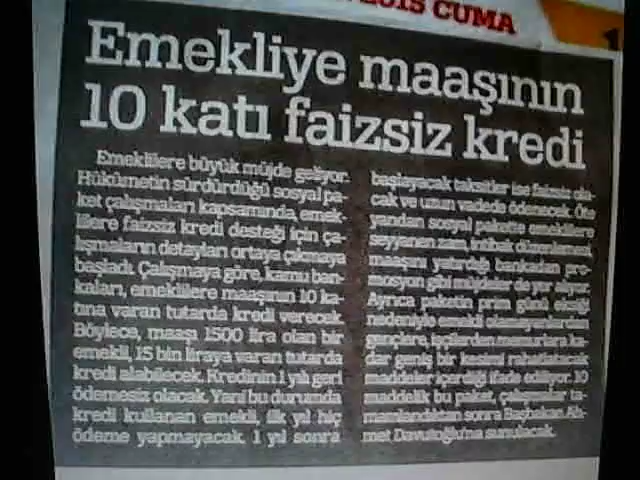 2015 CUMA
1
Emekliye maaşının
10 katı faizsiz kredi
Emeklilere büyük müjde geliyor.
Hükümetin sürdürdüğü sosyal pa-
ket çalışmaları kapsamında, emek-
lilere faizsiz kredi desteği için ça-
lışmaların detayları ortaya çıkmaya
başladı. Çalışmaya göre, kamu ban-
kaları, emeklilere maaşının 10 ka-
tına varan tutarda kredi verecek.
Böylece, maaşı 1500 lira olan bir
emekli, 15 bin liraya varan tutarda
kredi alabilecek. Kredinin 1 yılı geri
ödemesiz olacak. Yani bu durumda
kredi kullanan emekli, ilk yıl hiç
ödeme yapmayacak. 1 yıl sonra
başlayacak taksitler ise faizsiz ola-
cak ve uzun vadede ödenecek. Öte
yandan sosyal pakette emeklilere
seyyanen zam, intibak düzenlemesi,
maaşın yattığı bankadan pro-
mosyon gibi müjdeler de yer alıyor.
Ayrıca paketin prim günü eksiği
nedeniyle emekli olamayanlardan
gençlere, işçilerden memurlara ka-
dar geniş bir kesimi rahatlatacak
maddeler içerdiği ifade ediliyor. 10
maddelik bu paket, çalışmalar ta-
mamlandıktan sonra Başbakan Ah-
met Davutoğlu'na sunulacak.